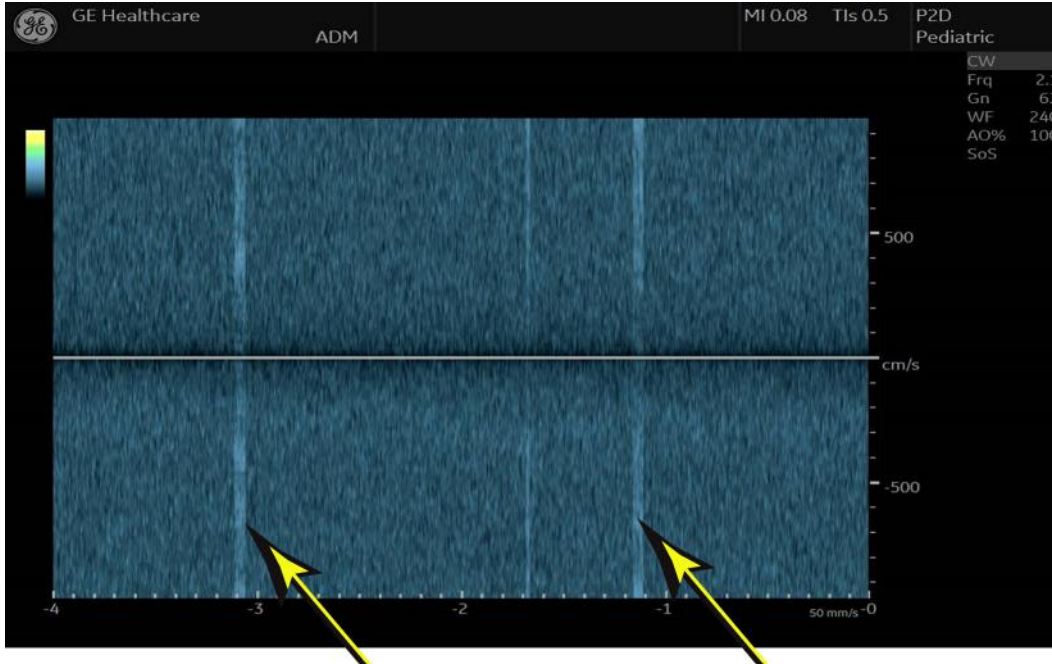 GE Healthcare
ADM
MI 0.08 TIs 0.5
P2D
Pediatric
CW
Frq 2.
Gn
WF
AO%
SoS
500
cm/s
-500
-4 -3 -2 -1 50 mm/s -0